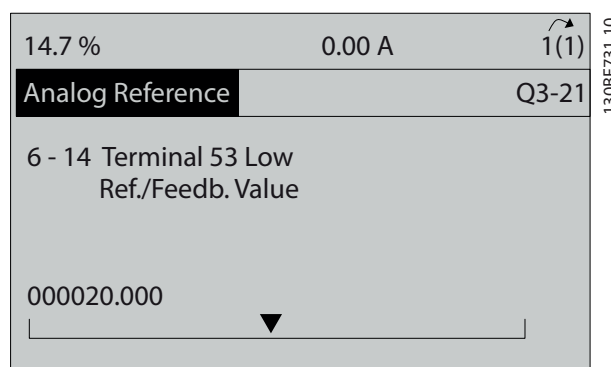 14.7 % 0.00 A 1(1)
Analog Reference Q3-21
6 - 14 Terminal 53 Low
Ref./Feedb. Value
000020.000
130BF731.10